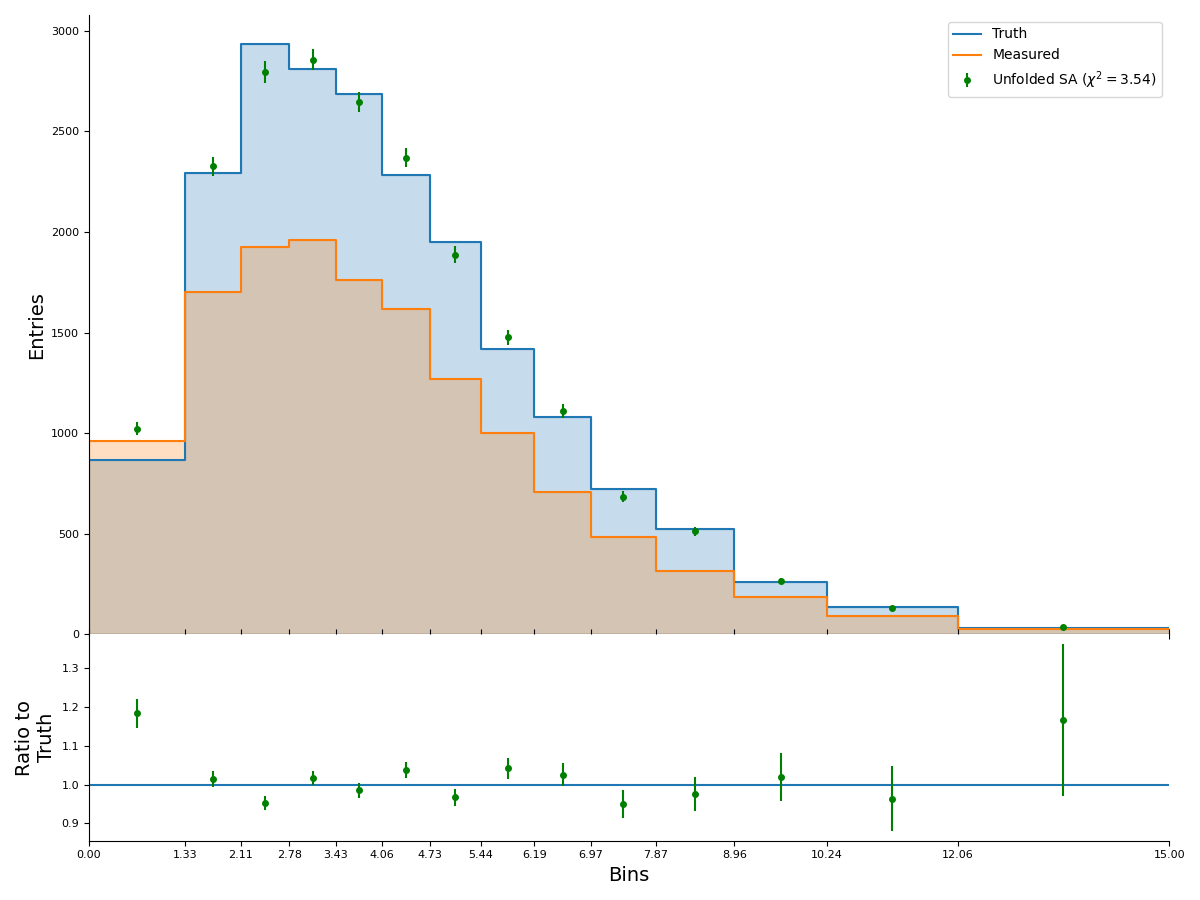 Truth
Measured
Unfolded SA (χ² = 3.54)
3000
2500
2000
1500
1000
500
0
Entries
1.3
1.2
1.1
1.0
0.9
Ratio to
Truth
0.00 1.33 2.11 2.78 3.43 4.06 4.73 5.44 6.19 6.97 7.87 8.96 10.24 12.06 15.00
Bins